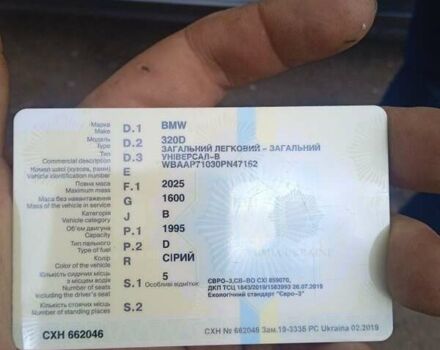 Марка
Make D.1 BMW
Модель
Type D.2 320D
Тип
Commercial description D.3 ЗАГАЛЬНИЙ ЛЕГКОВИЙ - ЗАГАЛЬНИЙ
УНІВЕРСАЛ-В
Номер шасі (кузова, рами)
Vehicle identification number E WBAAP71030PN47162
Повна маса
Maximum mass F.1 2025
Маса без навантаження
Mass of the vehicle in service G 1600
Категорія
Vehicle category J B
Об'єм двигуна
Capacity P.1 1995
Тип пального
Type of fuel P.2 D
Колір
Color of the vehicle R СІРИЙ
Кількість сидячих місць
з місцем водія
Number of seats
including the driver's seat S.1 5
Особливі відмітки
ЄВРО-3,СВ-ВО СХІ 859070,
ДКП ТСЦ 1843/2019/1582093 26.07.2019
Екологічний стандарт "Євро-3"
Кількість стоячих місць
Number of standing places S.2
СХН 662046
СХН № 662046 Зам.19-3335 PC Ukraina 02.2019